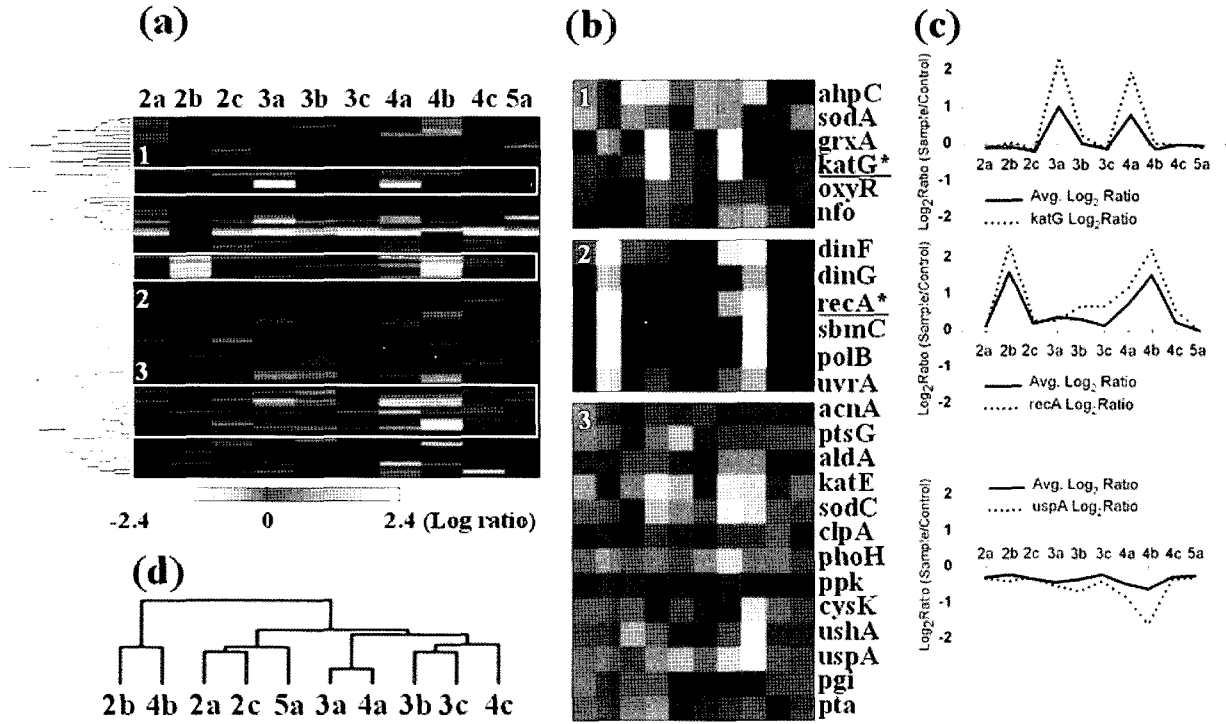 (a)
2a 2b 2c 3a 3b 3c 4a 4b 4c 5a
1
2
3
-2.4 0 2.4 (Log ratio)
(b)
1
ahpC
sodA
grxA
katG*
oxyR
nfo
2
dinF
dinG
recA*
sbmC
polB
uvrA
3
acnA
ptsG
aldA
katE
sodC
clpA
phoH
ppk
cysK
ushA
uspA
pgi
pta
(c)
Log2Ratio (Sample/Control)
2
1
0
-1
-2
2a 2b 2c 3a 3b 3c 4a 4b 4c 5a
Avg. Log2 Ratio
katG Log2Ratio
Log2Ratio (Sample/Control)
2
1
0
2a 2b 2c 3a 3b 3c 4a 4b 4c 5a
-1
-2
Avg. Log2 Ratio
recA Log2Ratio
Log2Ratio (Sample/Control)
Avg. Log2 Ratio
uspA Log2Ratio
2
1
2a 2b 2c 3a 3b 3c 4a 4b 4c 5a
0
-1
-2
(d)
2b 4b 2a 2c 5a 3a 4a 3b 3c 4c